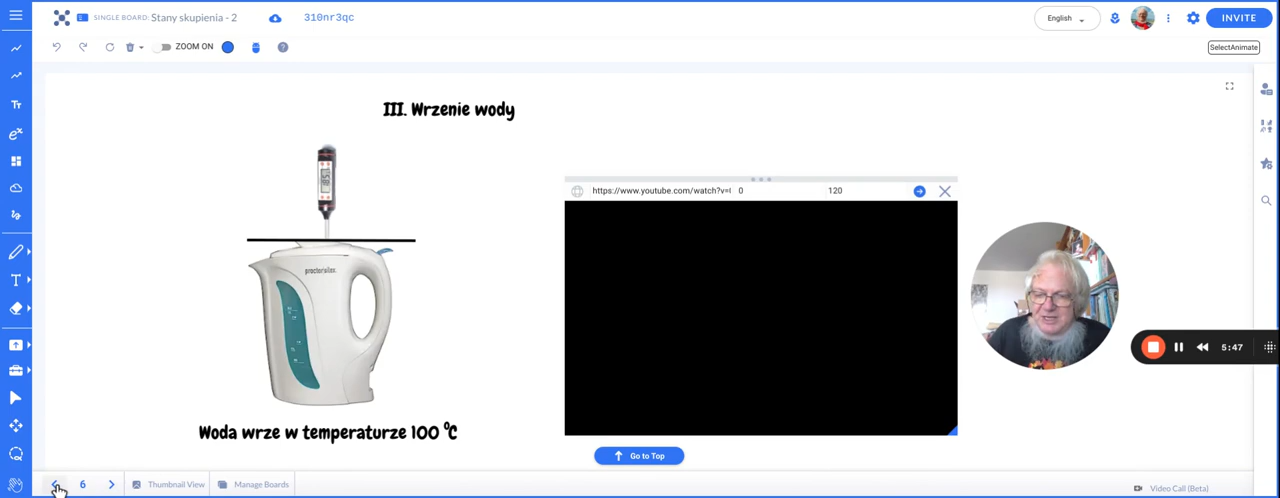 SINGLE BOARD: Stany skupienia - 2
310nr3qc
English
INVITE
ZOOM ON
SelectAnimate
III. Wrzenie wody
https://www.youtube.com/watch?v=
0
120
proctorsilex
5:47
Woda wrze w temperaturze 100 °C
Go to Top
6
Thumbnail View
Manage Boards
Video Call (Beta)